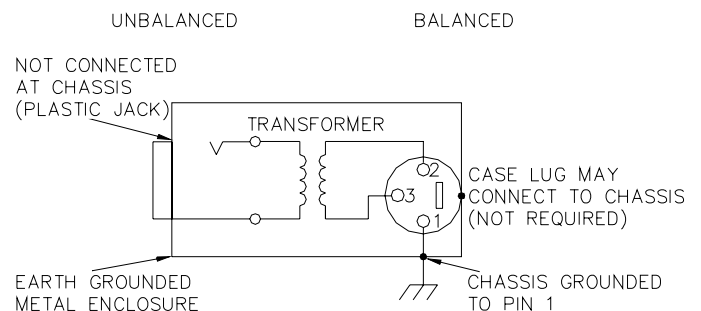 UNBALANCED
BALANCED
NOT CONNECTED
AT CHASSIS
(PLASTIC JACK)
TRANSFORMER
2
3
1
CASE LUG MAY
CONNECT TO CHASSIS
(NOT REQUIRED)
EARTH GROUNDED
METAL ENCLOSURE
CHASSIS GROUNDED
TO PIN 1